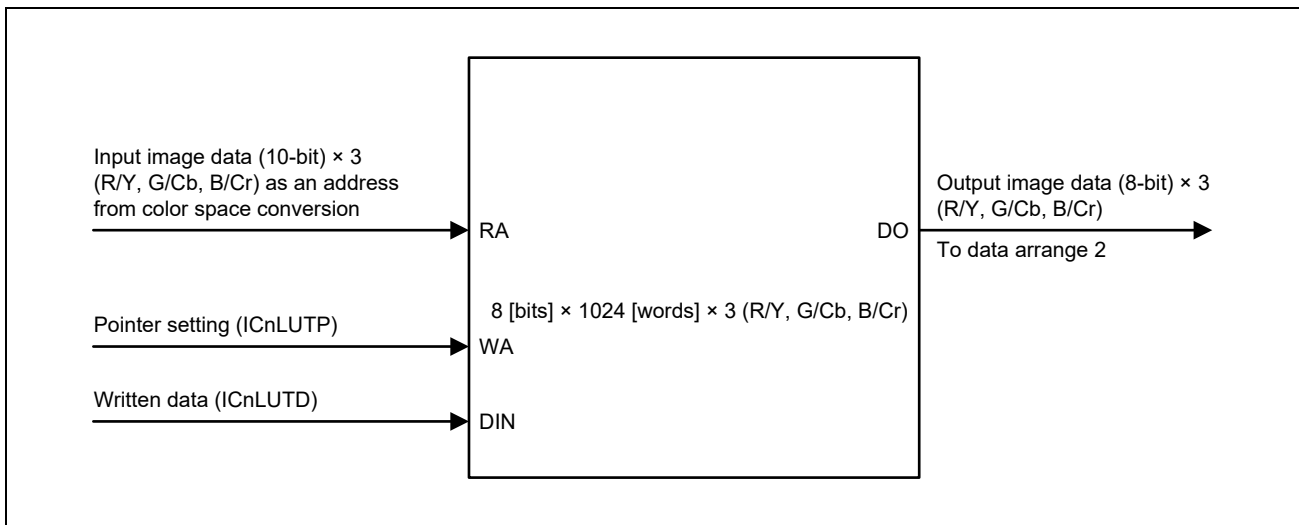 Input image data (10-bit) × 3
(R/Y, G/Cb, B/Cr) as an address
from color space conversion
RA
DO
Output image data (8-bit) × 3
(R/Y, G/Cb, B/Cr)
To data arrange 2
8 [bits] × 1024 [words] × 3 (R/Y, G/Cb, B/Cr)
Pointer setting (ICnLUTP)
WA
Written data (ICnLUTD)
DIN